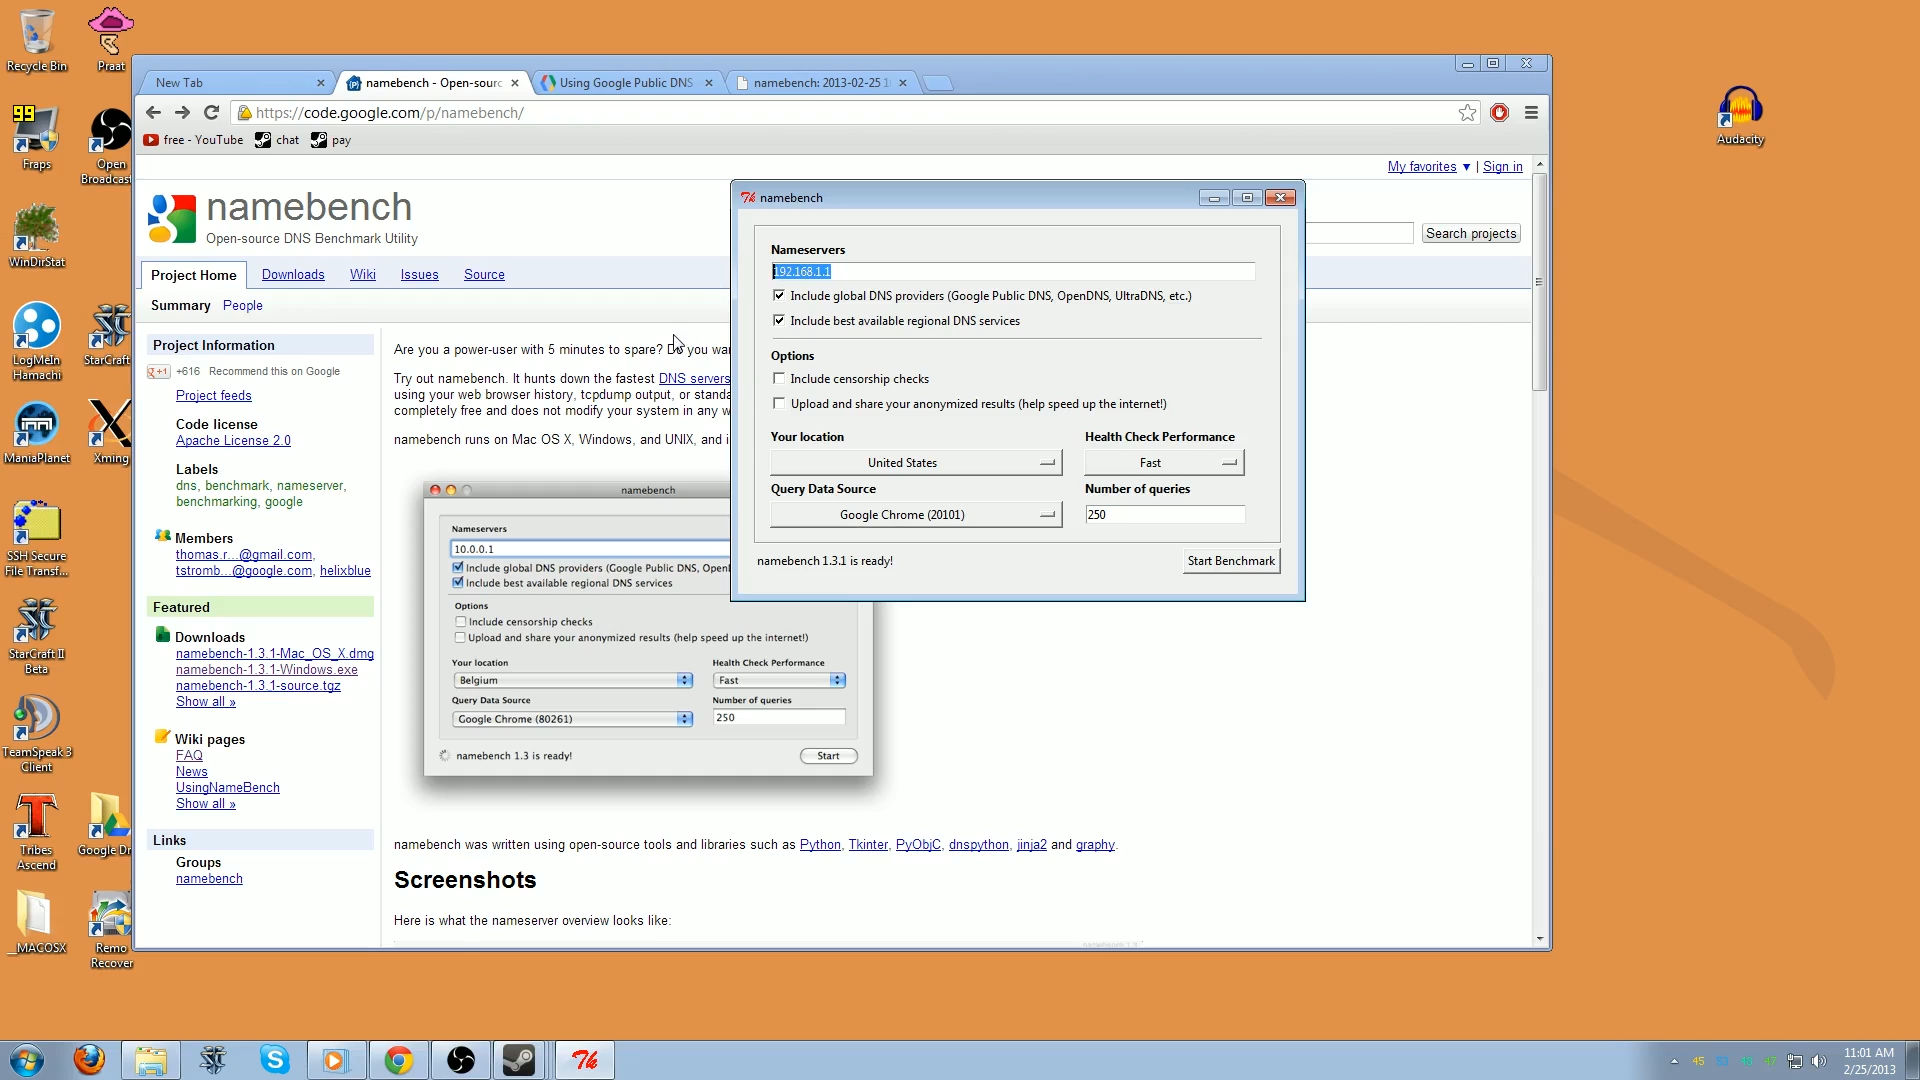 Recycle Bin
Praat
99
Fraps
Open
Broadcast
WinDirStat
LogMeIn
Hamachi
StarCraft
ManiaPlanet
Xming
SSH Secure
File Transf...
StarCraft II
Beta
TeamSpeak 3
Client
Tribes
Ascend
Google Dr
__MACOSX
Remo
Recover
Audacity
New Tab
namebench - Open-sourc
Using Google Public DNS
namebench: 2013-02-25 1
https://code.google.com/p/namebench/
free - YouTube
chat
pay
My favorites ▼ | Sign in
namebench
Open-source DNS Benchmark Utility
Search projects
Project Home
Downloads
Wiki
Issues
Source
Summary
People
Project Information
g+1 +616 Recommend this on Google
Project feeds
Code license
Apache License 2.0
Labels
dns, benchmark, nameserver,
benchmarking, google
Members
thomas.r...@gmail.com,
tstromb...@google.com, helixblue
Featured
Downloads
namebench-1.3.1-Mac_OS_X.dmg
namebench-1.3.1-Windows.exe
namebench-1.3.1-source.tgz
Show all »
Wiki pages
FAQ
News
UsingNameBench
Show all »
Links
Groups
namebench
Are you a power-user with 5 minutes to spare? Do you wan
Try out namebench. It hunts down the fastest DNS servers
using your web browser history, tcpdump output, or standa
completely free and does not modify your system in any w
namebench runs on Mac OS X, Windows, and UNIX, and i
namebench
Nameservers
10.0.0.1
Include global DNS providers (Google Public DNS, OpenI
Include best available regional DNS services
Options
Include censorship checks
Upload and share your anonymized results (help speed up the internet!)
Your location
Health Check Performance
Belgium
Fast
Query Data Source
Number of queries
Google Chrome (80261)
250
namebench 1.3 is ready!
Start
namebench was written using open-source tools and libraries such as Python, Tkinter, PyObjC, dnspython, jinja2 and graphy.
Screenshots
Here is what the nameserver overview looks like:
namebench
Nameservers
192.168.1.1
Include global DNS providers (Google Public DNS, OpenDNS, UltraDNS, etc.)
Include best available regional DNS services
Options
Include censorship checks
Upload and share your anonymized results (help speed up the internet!)
Your location
Health Check Performance
United States
Fast
Query Data Source
Number of queries
Google Chrome (20101)
250
namebench 1.3.1 is ready!
Start Benchmark
45
47
11:01 AM
2/25/2013